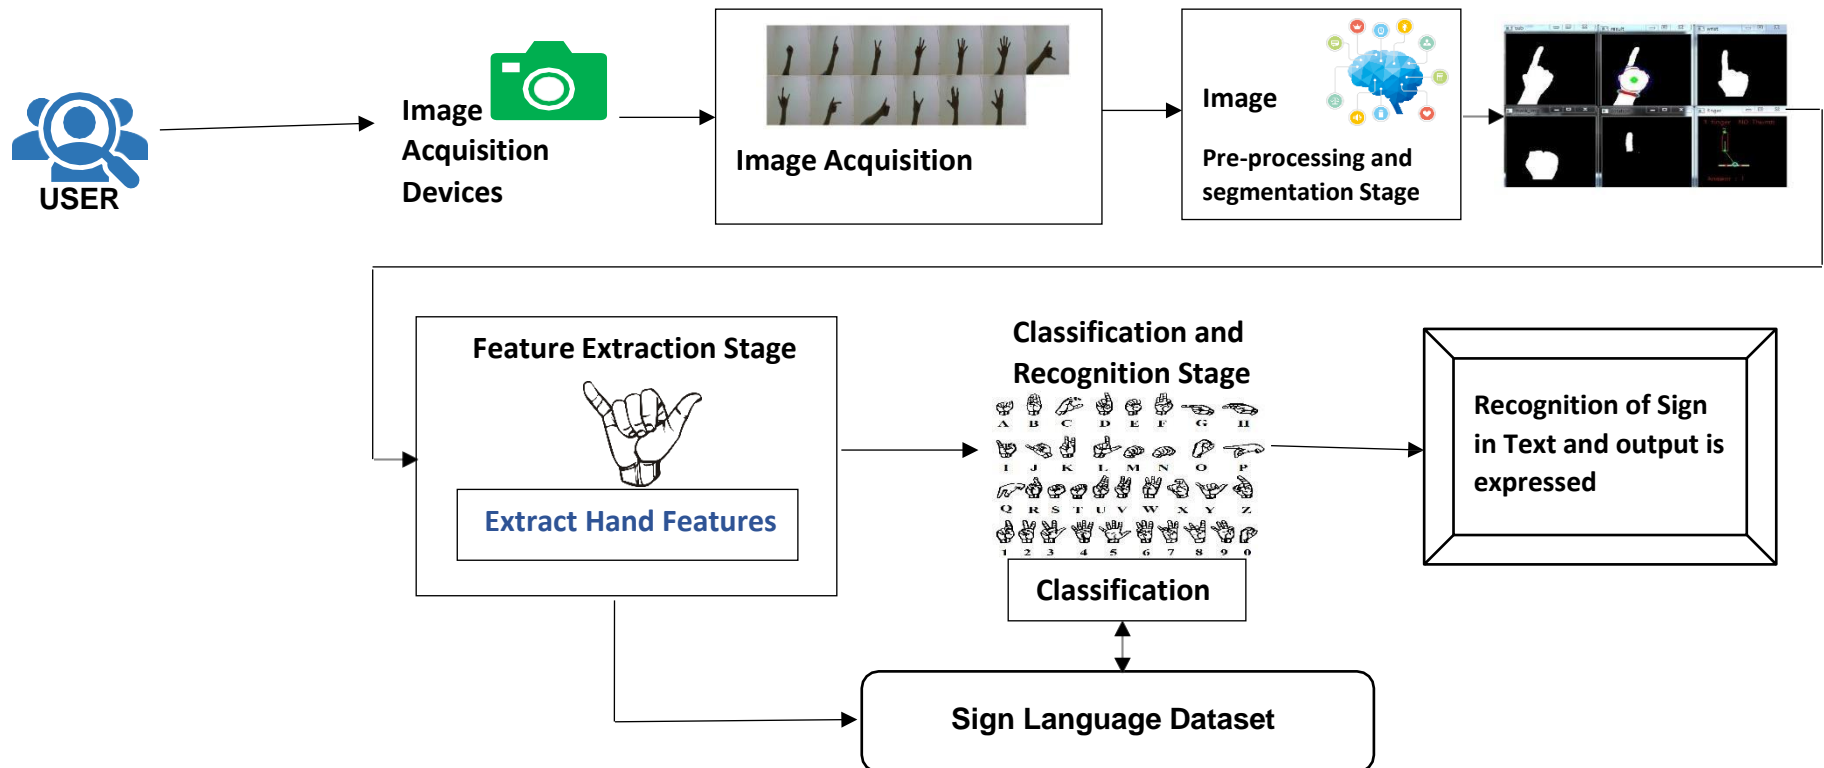 USER
Image
Acquisition
Devices
Image Acquisition
Image
Pre-processing and
segmentation Stage
Feature Extraction Stage
Extract Hand Features
Classification and
Recognition Stage
A B C D E F G H
I J K L M N O P
Q R S T U V W X Y Z
1 2 3 4 5 6 7 8 9 0
Classification
Recognition of Sign
in Text and output is
expressed
Sign Language Dataset